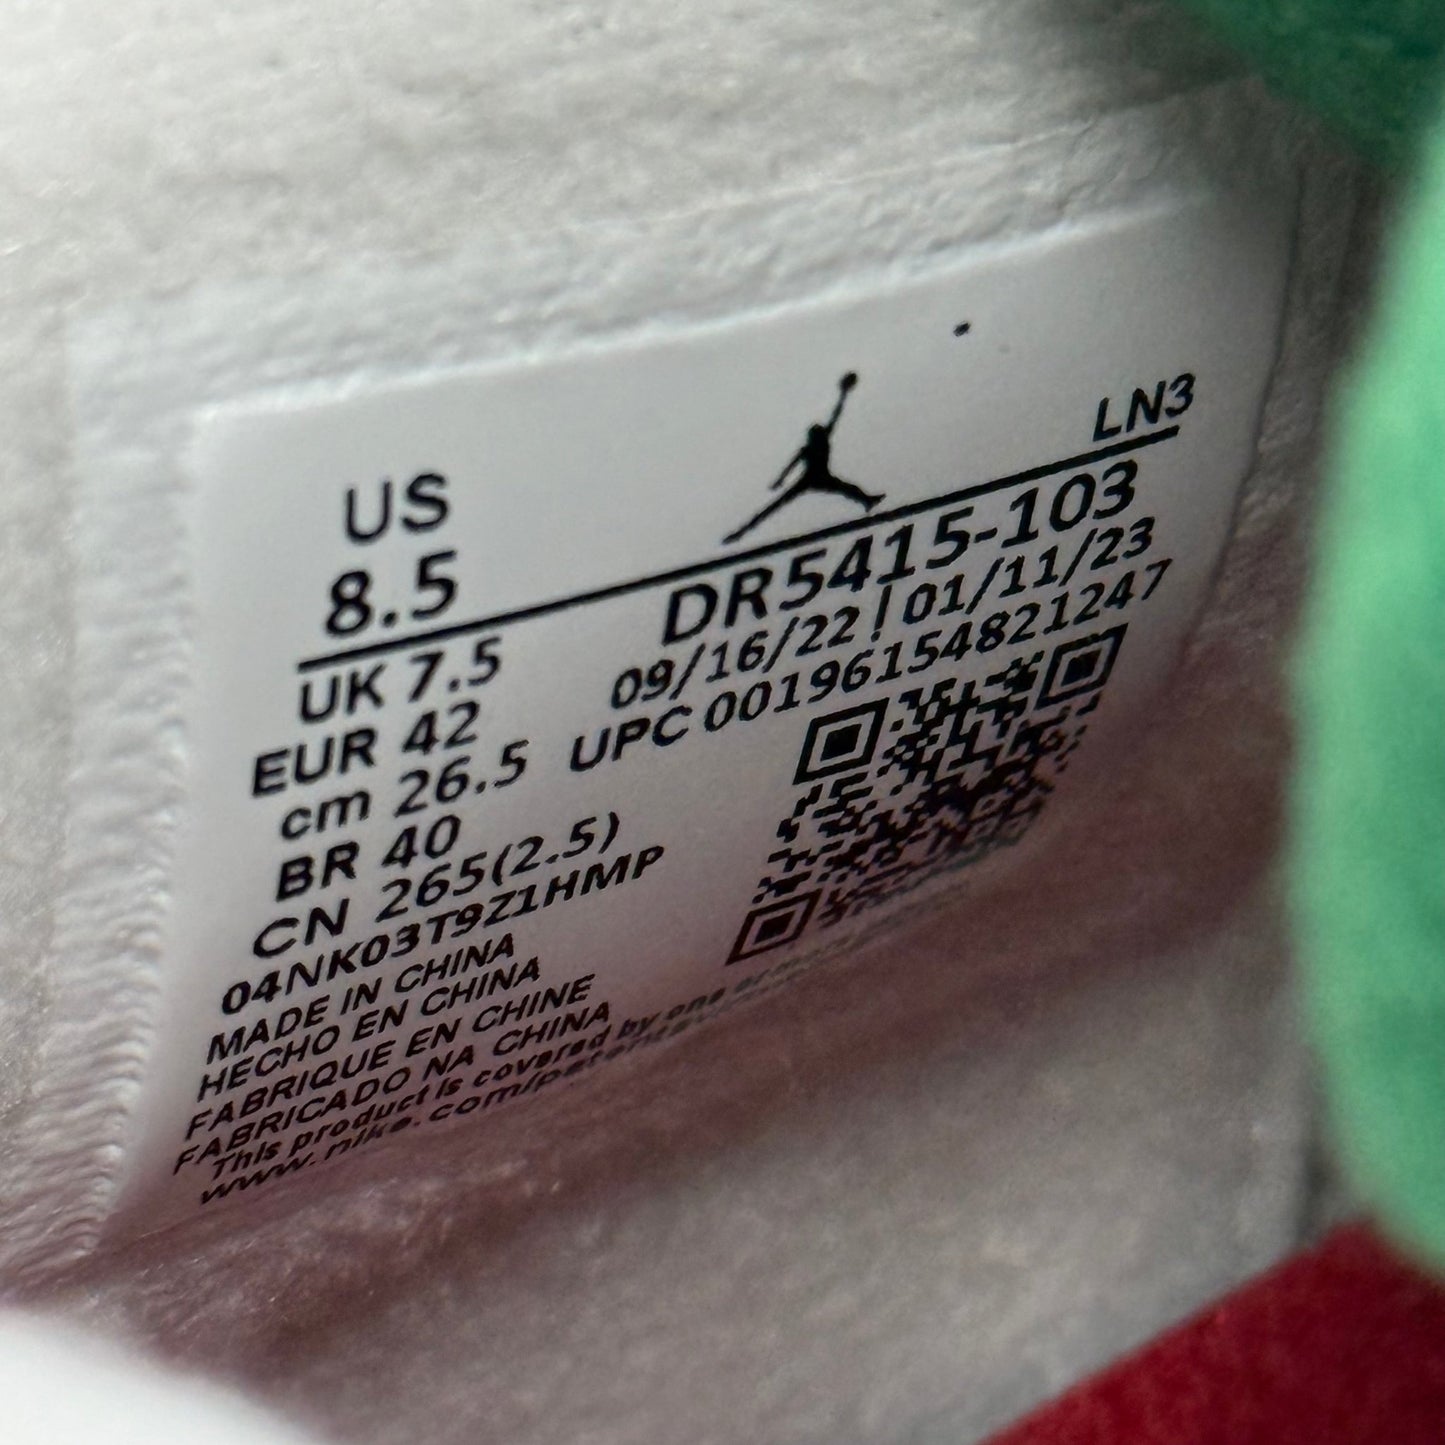 LN3
US
8.5
DR5415-103
UK 7.5
09/16/22 | 01/11/23
EUR 42
UPC 00196154821247
cm 26.5
BR 40
CN 265(2.5)
04NK03T9Z1HMP
MADE IN CHINA
HECHO EN CHINA
FABRIQUE EN CHINE
FABRICADO NA CHINA
This product is covered by one or
www.nike.com/patents